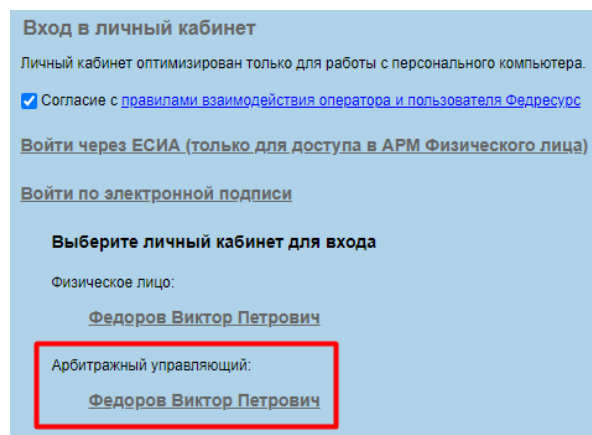 Вход в личный кабинет
Личный кабинет оптимизирован только для работы с персонального компьютера.
Согласие с правилами взаимодействия оператора и пользователя Федресурс
Войти через ЕСИА (только для доступа в АРМ Физического лица)
Войти по электронной подписи
Выберите личный кабинет для входа
Физическое лицо:
Федоров Виктор Петрович
Арбитражный управляющий:
Федоров Виктор Петрович